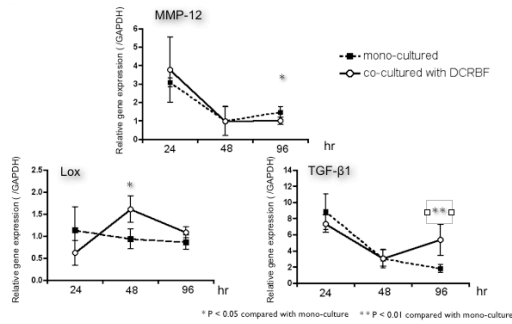 MMP-12
Relative gene expression ( /GAPDH)
6
5
4
3
2
1
0
*
24 48 96 hr
mono-cultured
co-cultured with DCRBF
Lox
Relative gene expression ( /GAPDH)
2.5
2.0
1.5
1.0
0.5
0.0
*
24 48 96 hr
TGF-β1
Relative gene expression ( /GAPDH)
14
12
10
8
6
4
2
0
**
24 48 96 hr
* P < 0.05 compared with mono-culture ** P < 0.01 compared with mono-culture